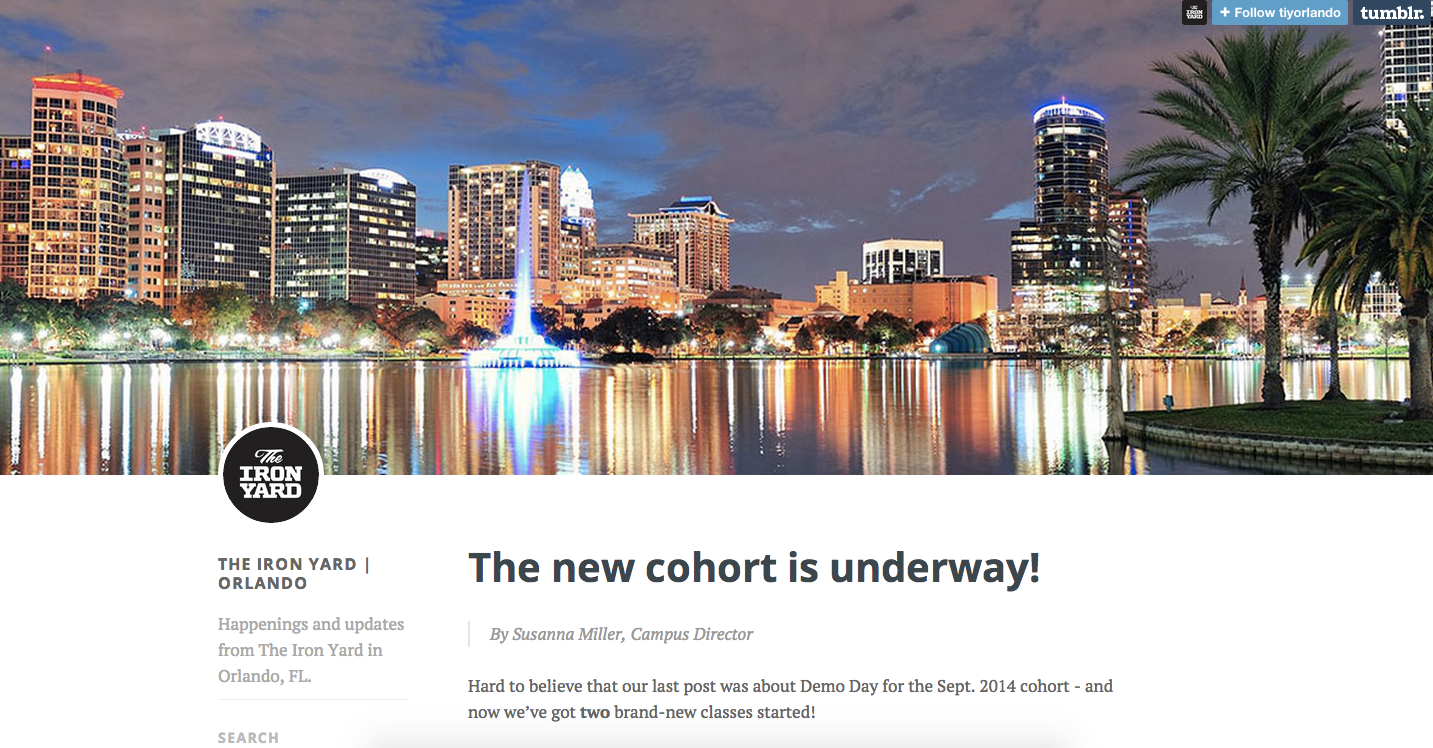 The IRON YARD
+ Follow tiyorlando
tumblr.
The
IRON
YARD
THE IRON YARD |
ORLANDO
Happenings and updates
from The Iron Yard in
Orlando, FL.
SEARCH
The new cohort is underway!
By Susanna Miller, Campus Director
Hard to believe that our last post was about Demo Day for the Sept. 2014 cohort - and
now we’ve got two brand-new classes started!